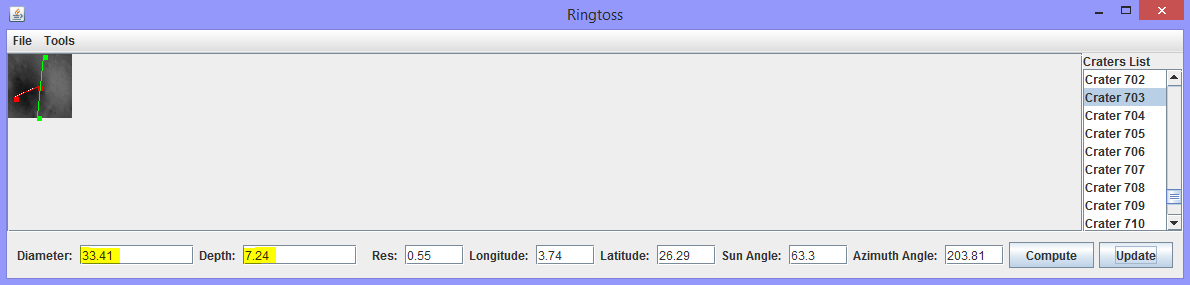 Ringtoss
File Tools
Craters List
Crater 702
Crater 703
Crater 704
Crater 705
Crater 706
Crater 707
Crater 708
Crater 709
Crater 710
Diameter: 33.41 Depth: 7.24 Res: 0.55 Longitude: 3.74 Latitude: 26.29 Sun Angle: 63.3 Azimuth Angle: 203.81 Compute Update